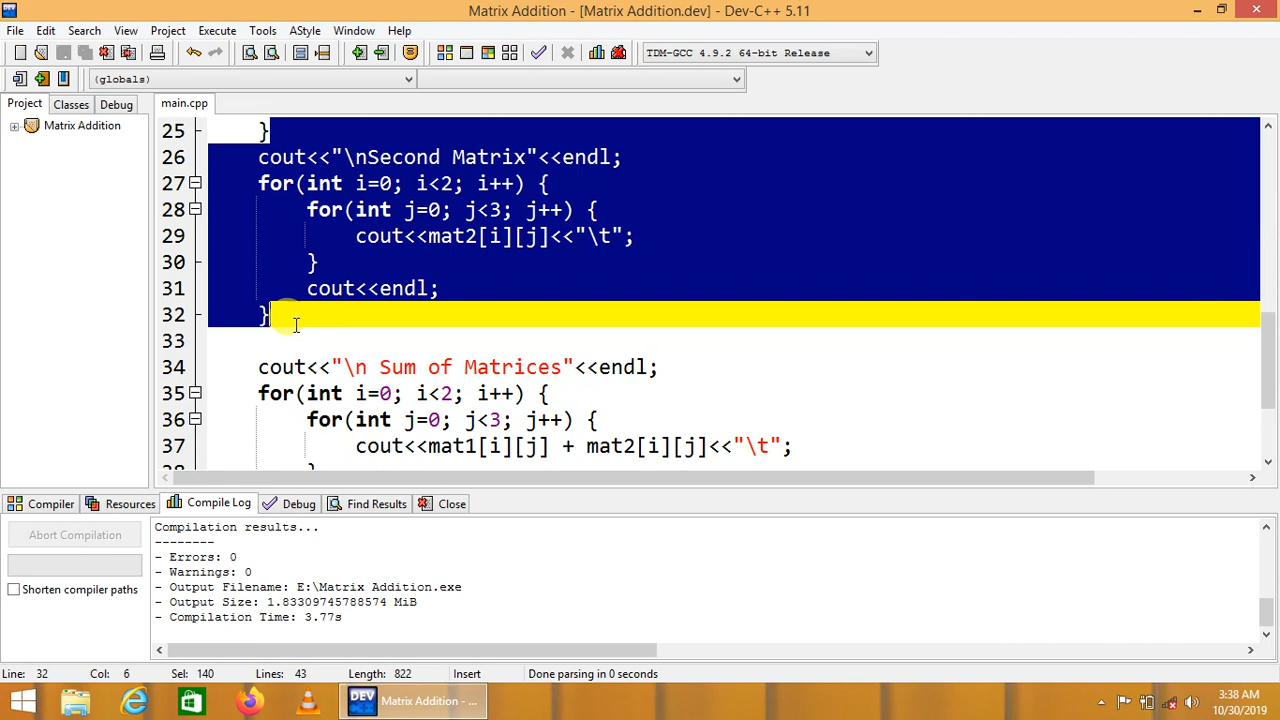 Matrix Addition - [Matrix Addition.dev] - Dev-C++ 5.11
File Edit Search View Project Execute Tools AStyle Window Help
TDM-GCC 4.9.2 64-bit Release
(globals)
Project Classes Debug
main.cpp
Matrix Addition
25 }
26 cout<<"\nSecond Matrix"<<endl;
27 for(int i=0; i<2; i++) {
28 for(int j=0; j<3; j++) {
29 cout<<mat2[i][j]<<"\t";
30 }
31 cout<<endl;
32 }
33
34 cout<<"\n Sum of Matrices"<<endl;
35 for(int i=0; i<2; i++) {
36 for(int j=0; j<3; j++) {
37 cout<<mat1[i][j] + mat2[i][j]<<"\t";
38 }
Compiler Resources Compile Log Debug Find Results Close
Abort Compilation
Shorten compiler paths
Compilation results...
--------
- Errors: 0
- Warnings: 0
- Output Filename: E:\Matrix Addition.exe
- Output Size: 1.83309745788574 MiB
- Compilation Time: 3.77s
Line: 32 Col: 6 Sel: 140 Lines: 43 Length: 822 Insert Done parsing in 0 seconds
DEV Matrix Addition - ...
3:38 AM
10/30/2019